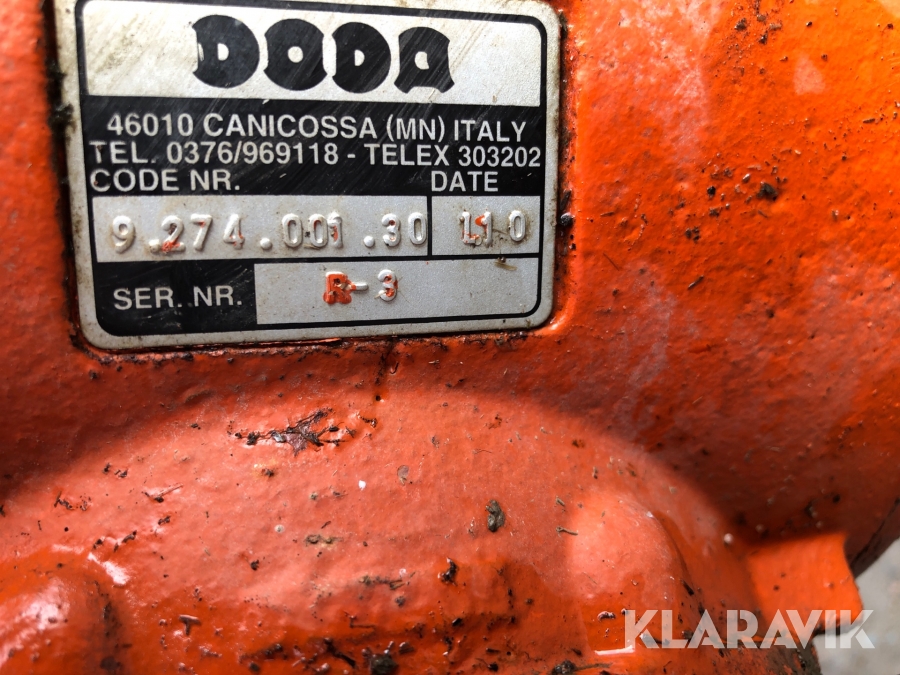 DODA
46010 CANICOSSA (MN) ITALY
TEL. 0376/969118 - TELEX 303202
CODE NR. DATE
9.274.001.30 L10
SER. NR. R-3
KLARAVIK